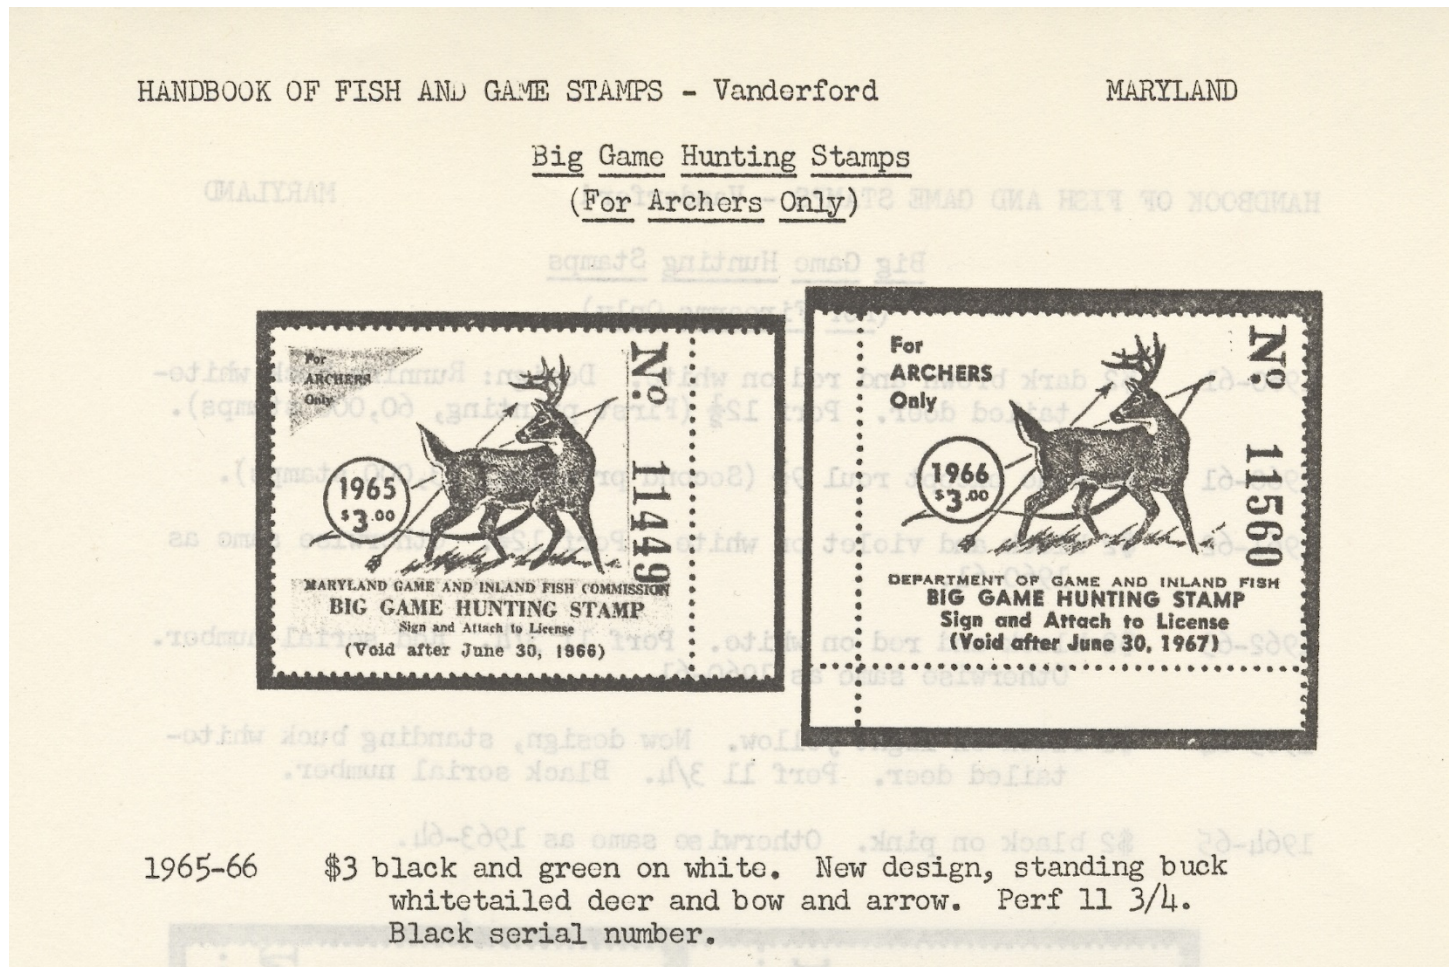 HANDBOOK OF FISH AND GAME STAMPS - Vanderford MARYLAND
Big Game Hunting Stamps
(For Archers Only)
For
ARCHERS
Only
1965
$3.00
No. 11449
MARYLAND GAME AND INLAND FISH COMMISSION
BIG GAME HUNTING STAMP
Sign and Attach to License
(Void after June 30, 1966)
For
ARCHERS
Only
1966
$3.00
No. 11560
DEPARTMENT OF GAME AND INLAND FISH
BIG GAME HUNTING STAMP
Sign and Attach to License
(Void after June 30, 1967)
1965-66 $3 black and green on white. New design, standing buck
whitetailed deer and bow and arrow. Perf 11 3/4.
Black serial number.